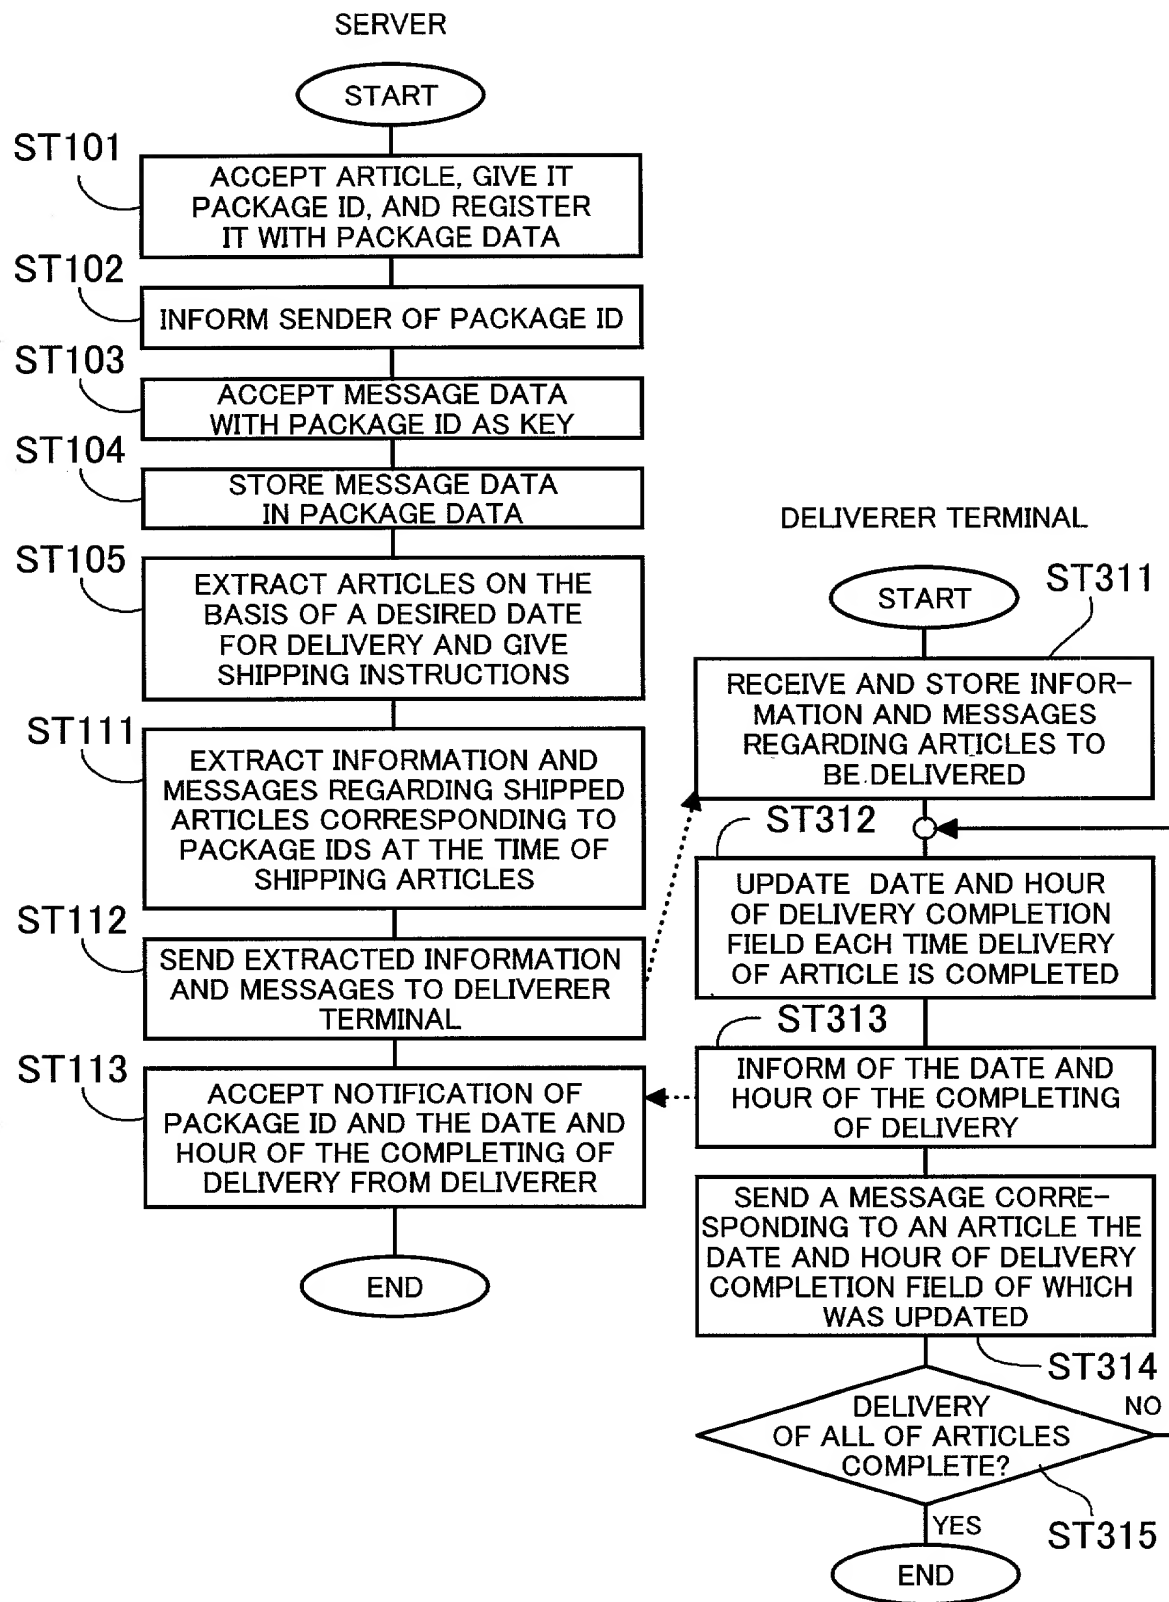 SERVER
START
ST101
ACCEPT ARTICLE, GIVE IT
PACKAGE ID, AND REGISTER
IT WITH PACKAGE DATA
ST102
INFORM SENDER OF PACKAGE ID
ST103
ACCEPT MESSAGE DATA
WITH PACKAGE ID AS KEY
ST104
STORE MESSAGE DATA
IN PACKAGE DATA
ST105
EXTRACT ARTICLES ON THE
BASIS OF A DESIRED DATE
FOR DELIVERY AND GIVE
SHIPPING INSTRUCTIONS
ST111
EXTRACT INFORMATION AND
MESSAGES REGARDING SHIPPED
ARTICLES CORRESPONDING TO
PACKAGE IDS AT THE TIME OF
SHIPPING ARTICLES
ST112
SEND EXTRACTED INFORMATION
AND MESSAGES TO DELIVERER
TERMINAL
ST113
ACCEPT NOTIFICATION OF
PACKAGE ID AND THE DATE AND
HOUR OF THE COMPLETING OF
DELIVERY FROM DELIVERER
END
DELIVERER TERMINAL
START
ST311
RECEIVE AND STORE INFOR-
MATION AND MESSAGES
REGARDING ARTICLES TO
BE DELIVERED
ST312
UPDATE DATE AND HOUR
OF DELIVERY COMPLETION
FIELD EACH TIME DELIVERY
OF ARTICLE IS COMPLETED
ST313
INFORM OF THE DATE AND
HOUR OF THE COMPLETING
OF DELIVERY
SEND A MESSAGE CORRE-
SPONDING TO AN ARTICLE THE
DATE AND HOUR OF DELIVERY
COMPLETION FIELD OF WHICH
WAS UPDATED
ST314
DELIVERY
OF ALL OF ARTICLES
COMPLETE?
NO
ST315
YES
END